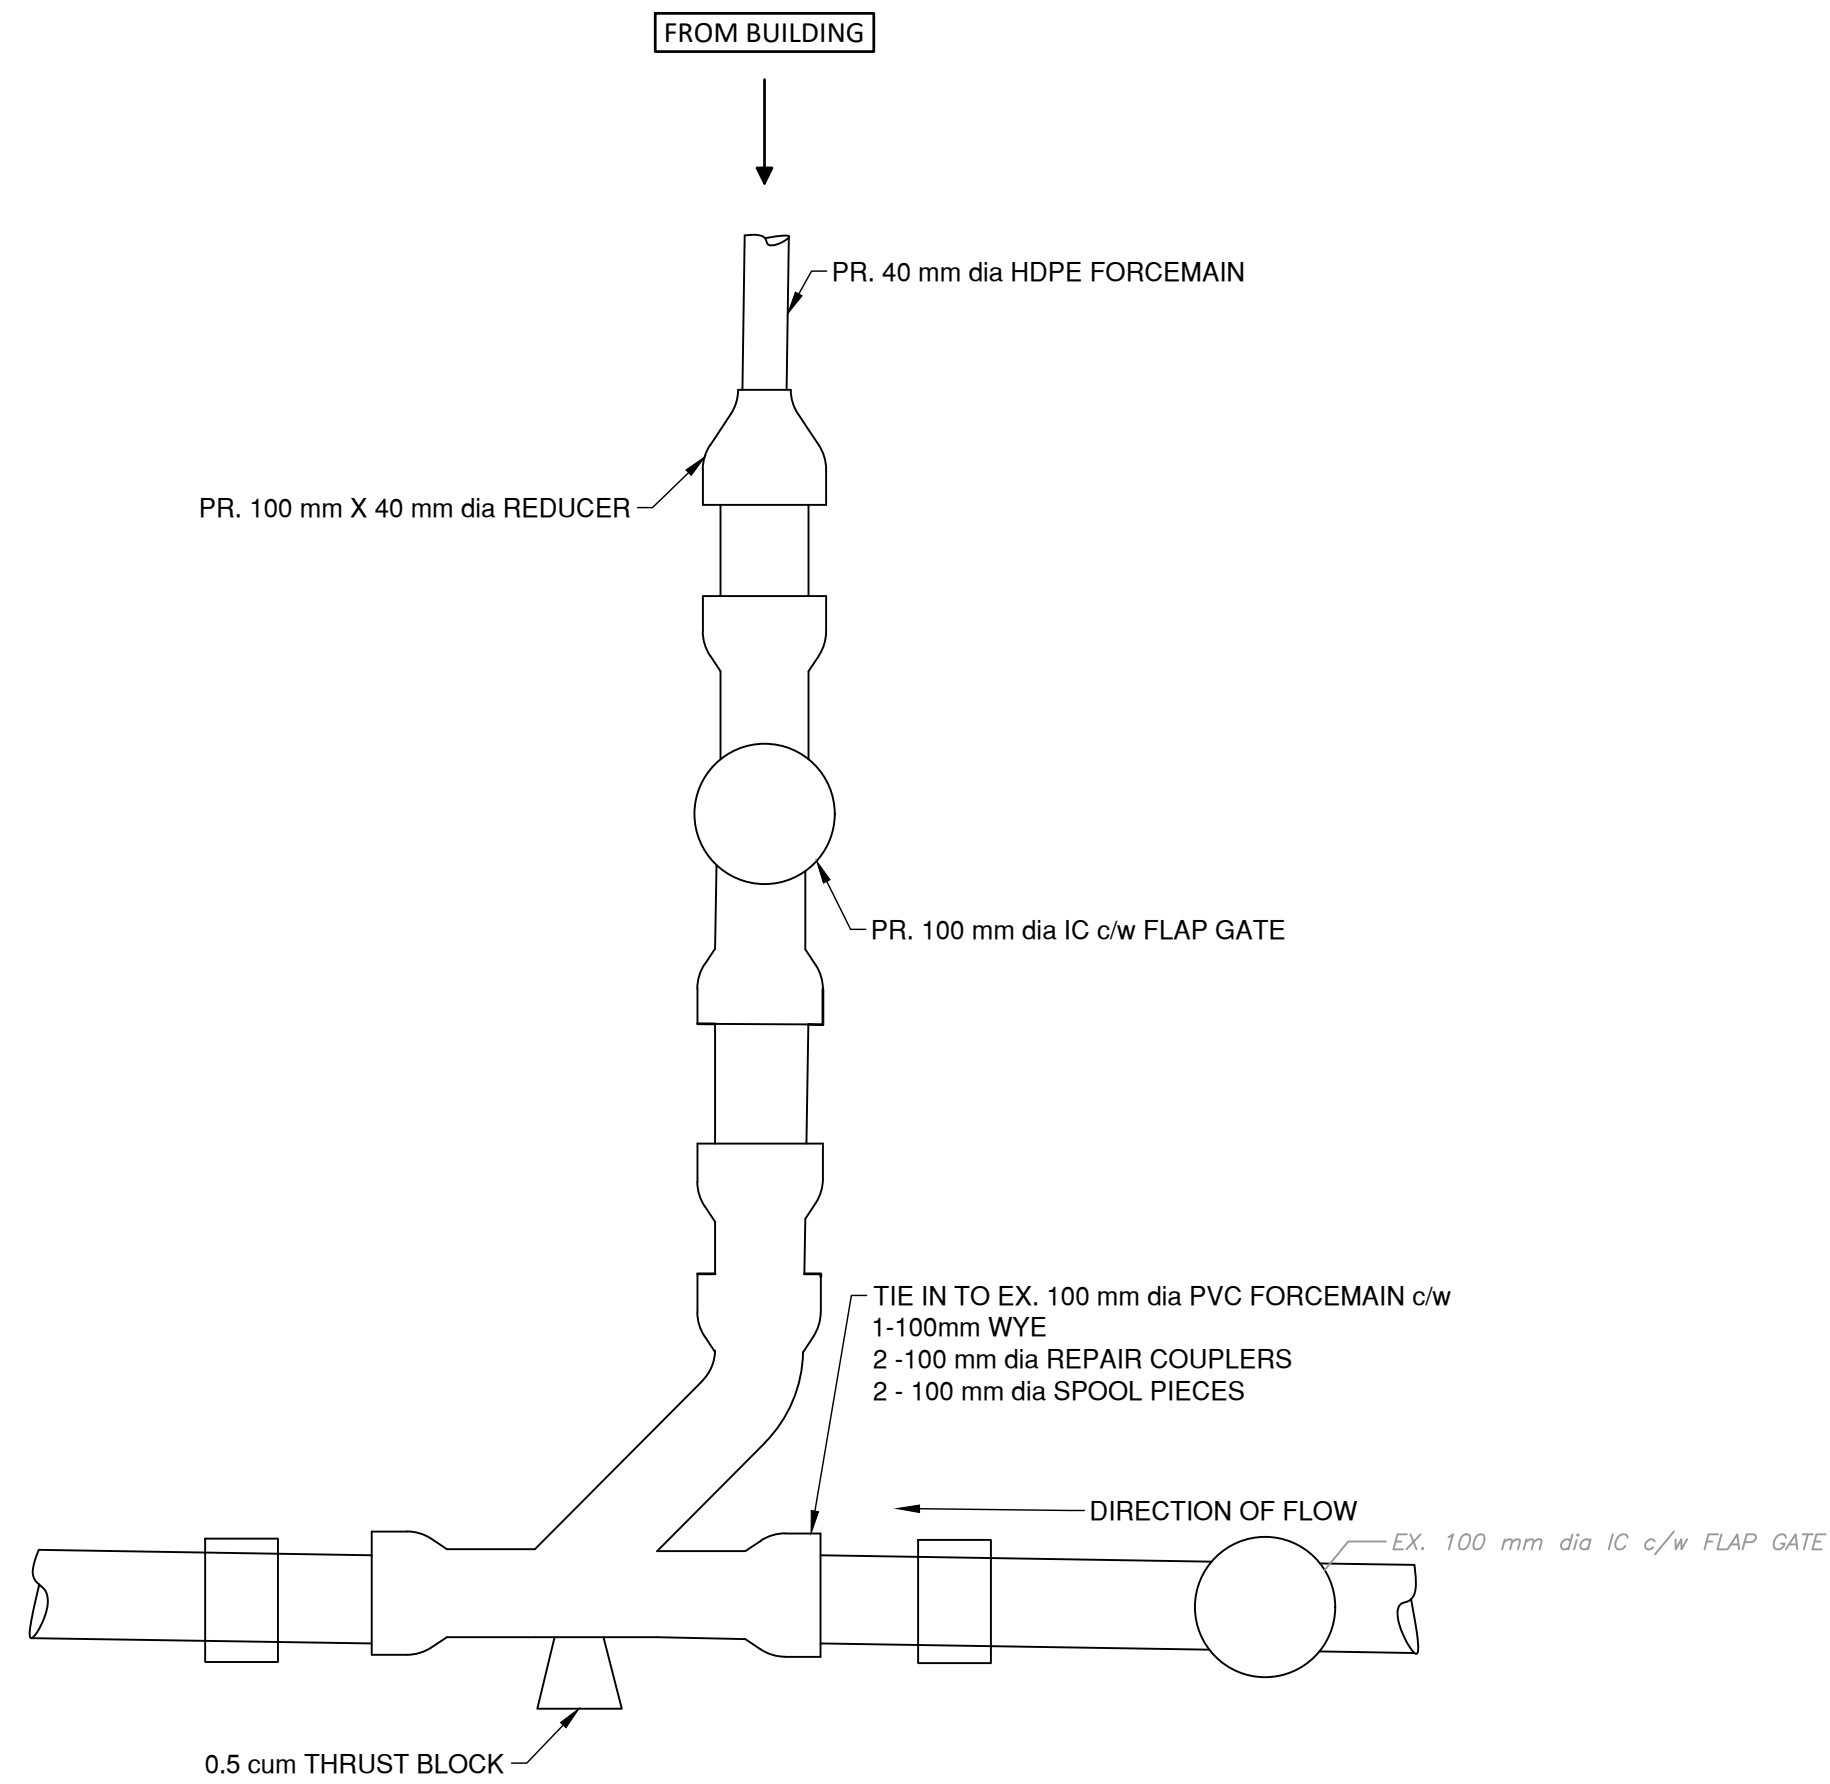 FROM BUILDING
PR. 40 mm dia HDPE FORCEMAIN
PR. 100 mm X 40 mm dia REDUCER
PR. 100 mm dia IC c/w FLAP GATE
TIE IN TO EX. 100 mm dia PVC FORCEMAIN c/w
1-100mm WYE
2 -100 mm dia REPAIR COUPLERS
2 - 100 mm dia SPOOL PIECES
DIRECTION OF FLOW
EX. 100 mm dia IC c/w FLAP GATE
0.5 cum THRUST BLOCK